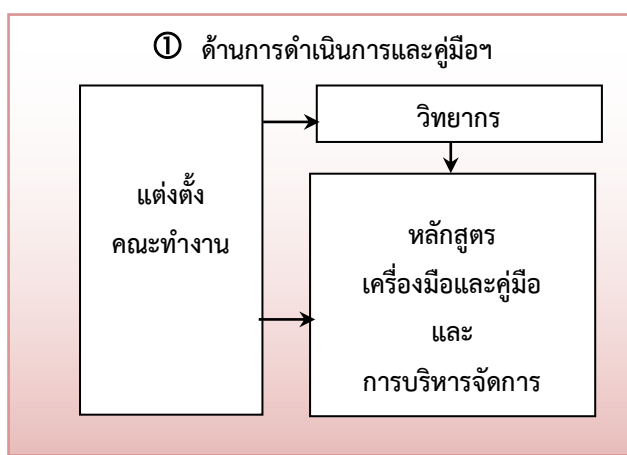 ① ด้านการดำเนินการและคู่มือฯ
วิทยากร
แต่งตั้ง
คณะทำงาน
หลักสูตร
เครื่องมือและคู่มือ
และ
การบริหารจัดการ